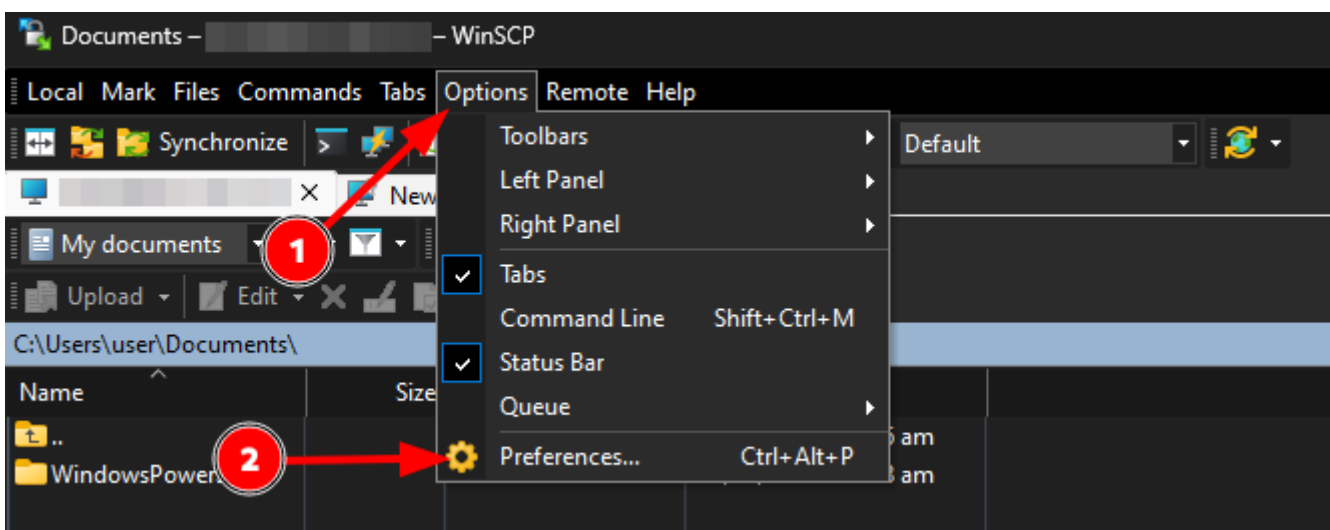 Documents – – WinSCP
Local Mark Files Commands Tabs Options Remote Help
Synchronize Default
Toolbars
New Left Panel
My documents 1 Right Panel
Tabs
Upload Edit
Command Line Shift+Ctrl+M
C:\Users\user\Documents\
Status Bar
Name Size
Queue
..
am
2 Preferences... Ctrl+Alt+P
WindowsPower
am